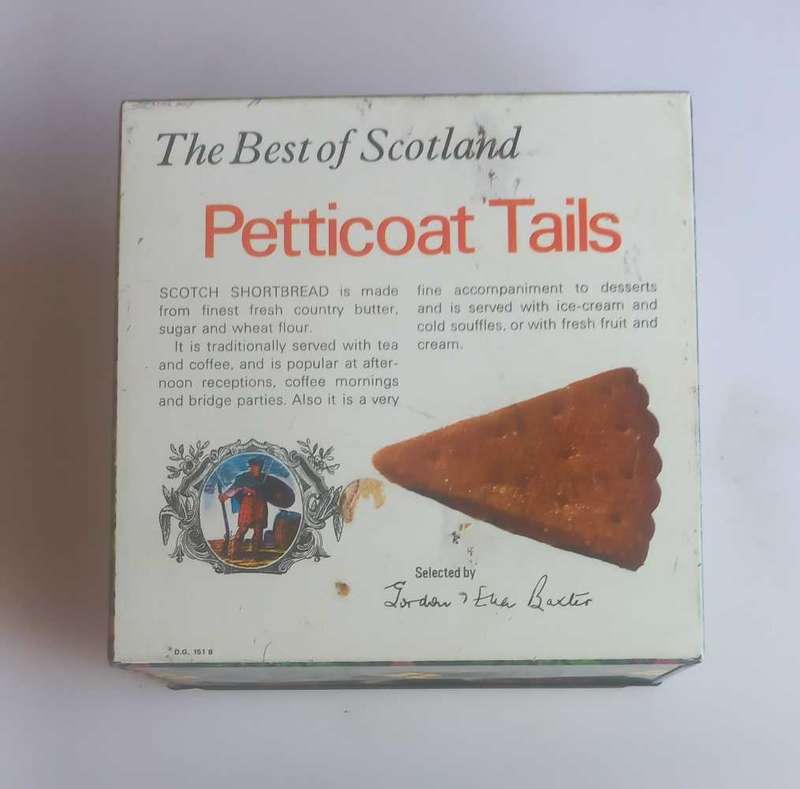 The Best of Scotland
Petticoat Tails
SCOTCH SHORTBREAD is made
from finest fresh country butter,
sugar and wheat flour.
It is traditionally served with tea
and coffee, and is popular at after-
noon receptions, coffee mornings
and bridge parties. Also it is a very
fine accompaniment to desserts
and is served with ice-cream and
cold souffles, or with fresh fruit and
cream.
Selected by
Gordon & Ena Baxter
D.G. 151 B